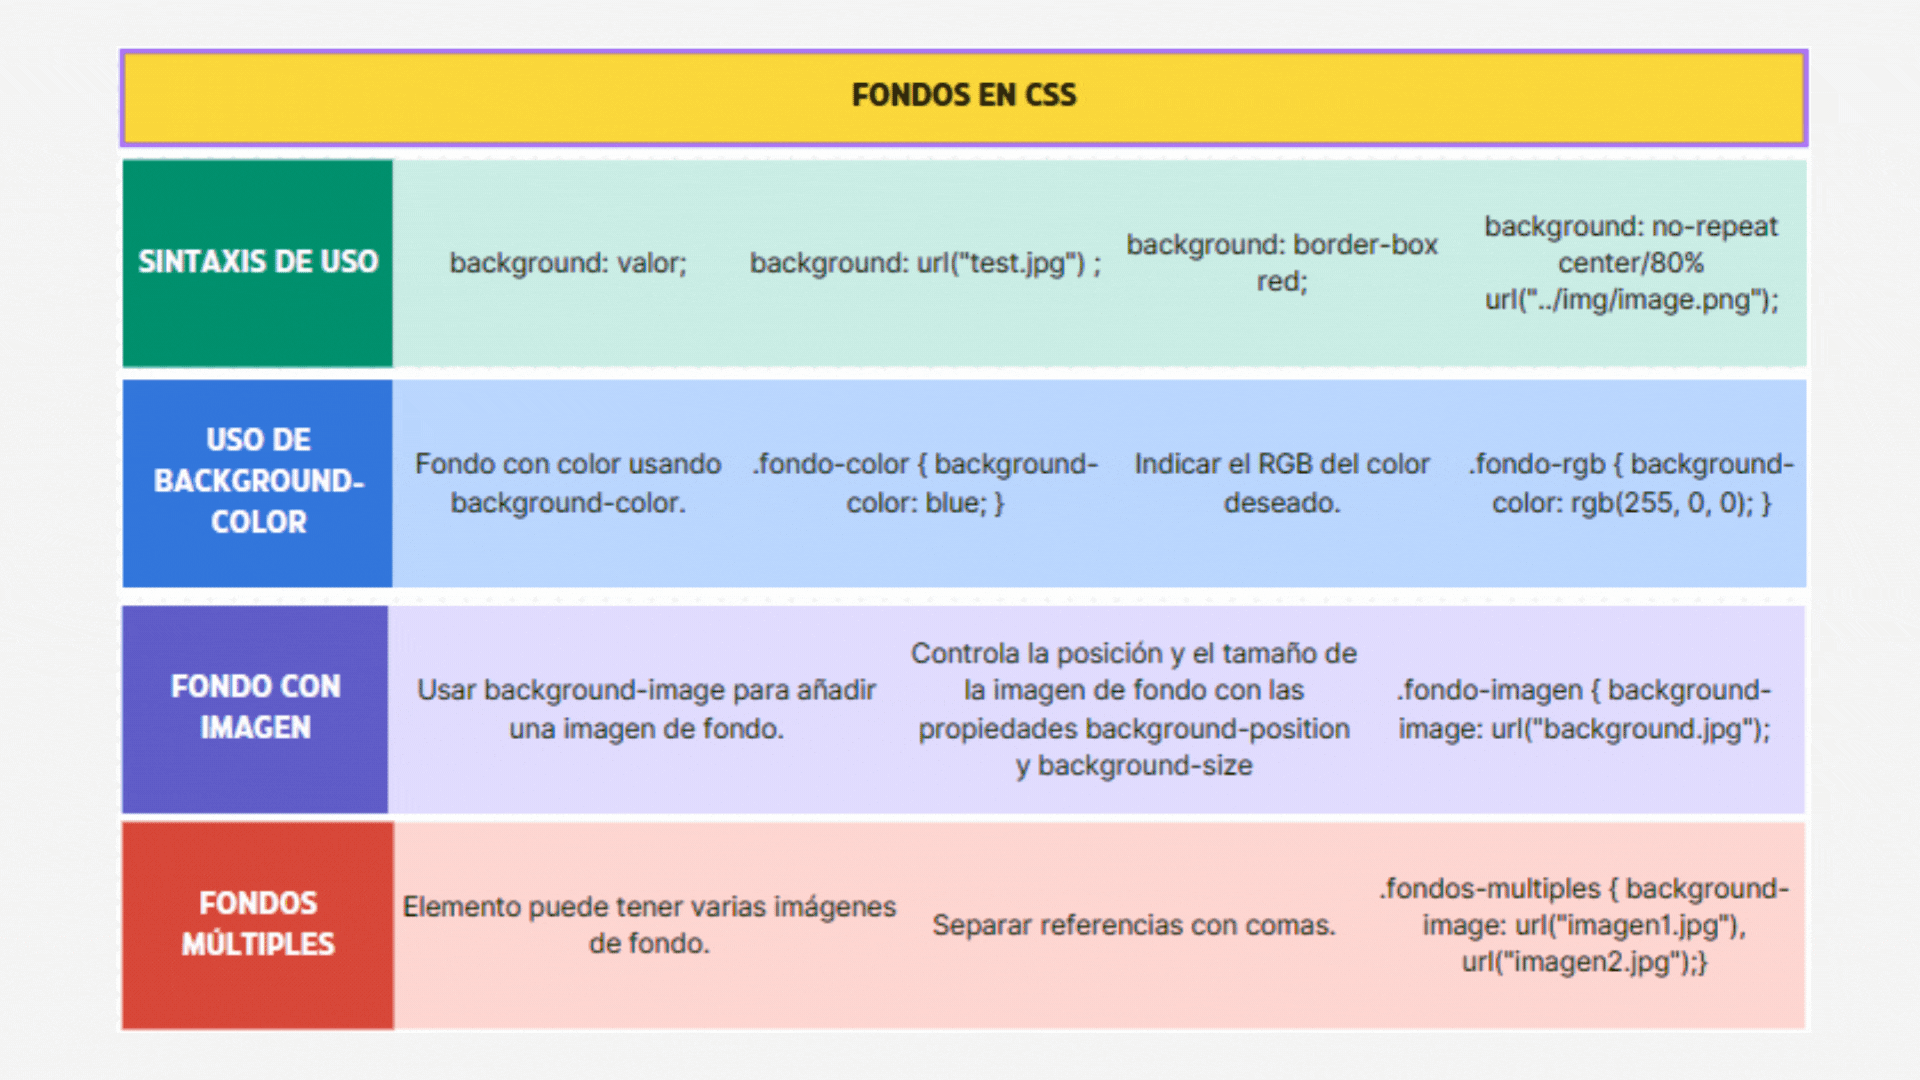 FONDOS EN CSS
SINTAXIS DE USO
background: valor;
background: url("test.jpg") ;
background: border-box
red;
background: no-repeat
center/80%
url("../img/image.png");
USO DE
BACKGROUND-
COLOR
Fondo con color usando
background-color.
.fondo-color { background-
color: blue; }
Indicar el RGB del color
deseado.
.fondo-rgb { background-
color: rgb(255, 0, 0); }
FONDO CON
IMAGEN
Usar background-image para añadir
una imagen de fondo.
Controla la posición y el tamaño de
la imagen de fondo con las
propiedades background-position
y background-size
.fondo-imagen { background-
image: url("background.jpg");
FONDOS
MÚLTIPLES
Elemento puede tener varias imágenes
de fondo.
Separar referencias con comas.
.fondos-multiples { background-
image: url("imagen1.jpg"),
url("imagen2.jpg");}